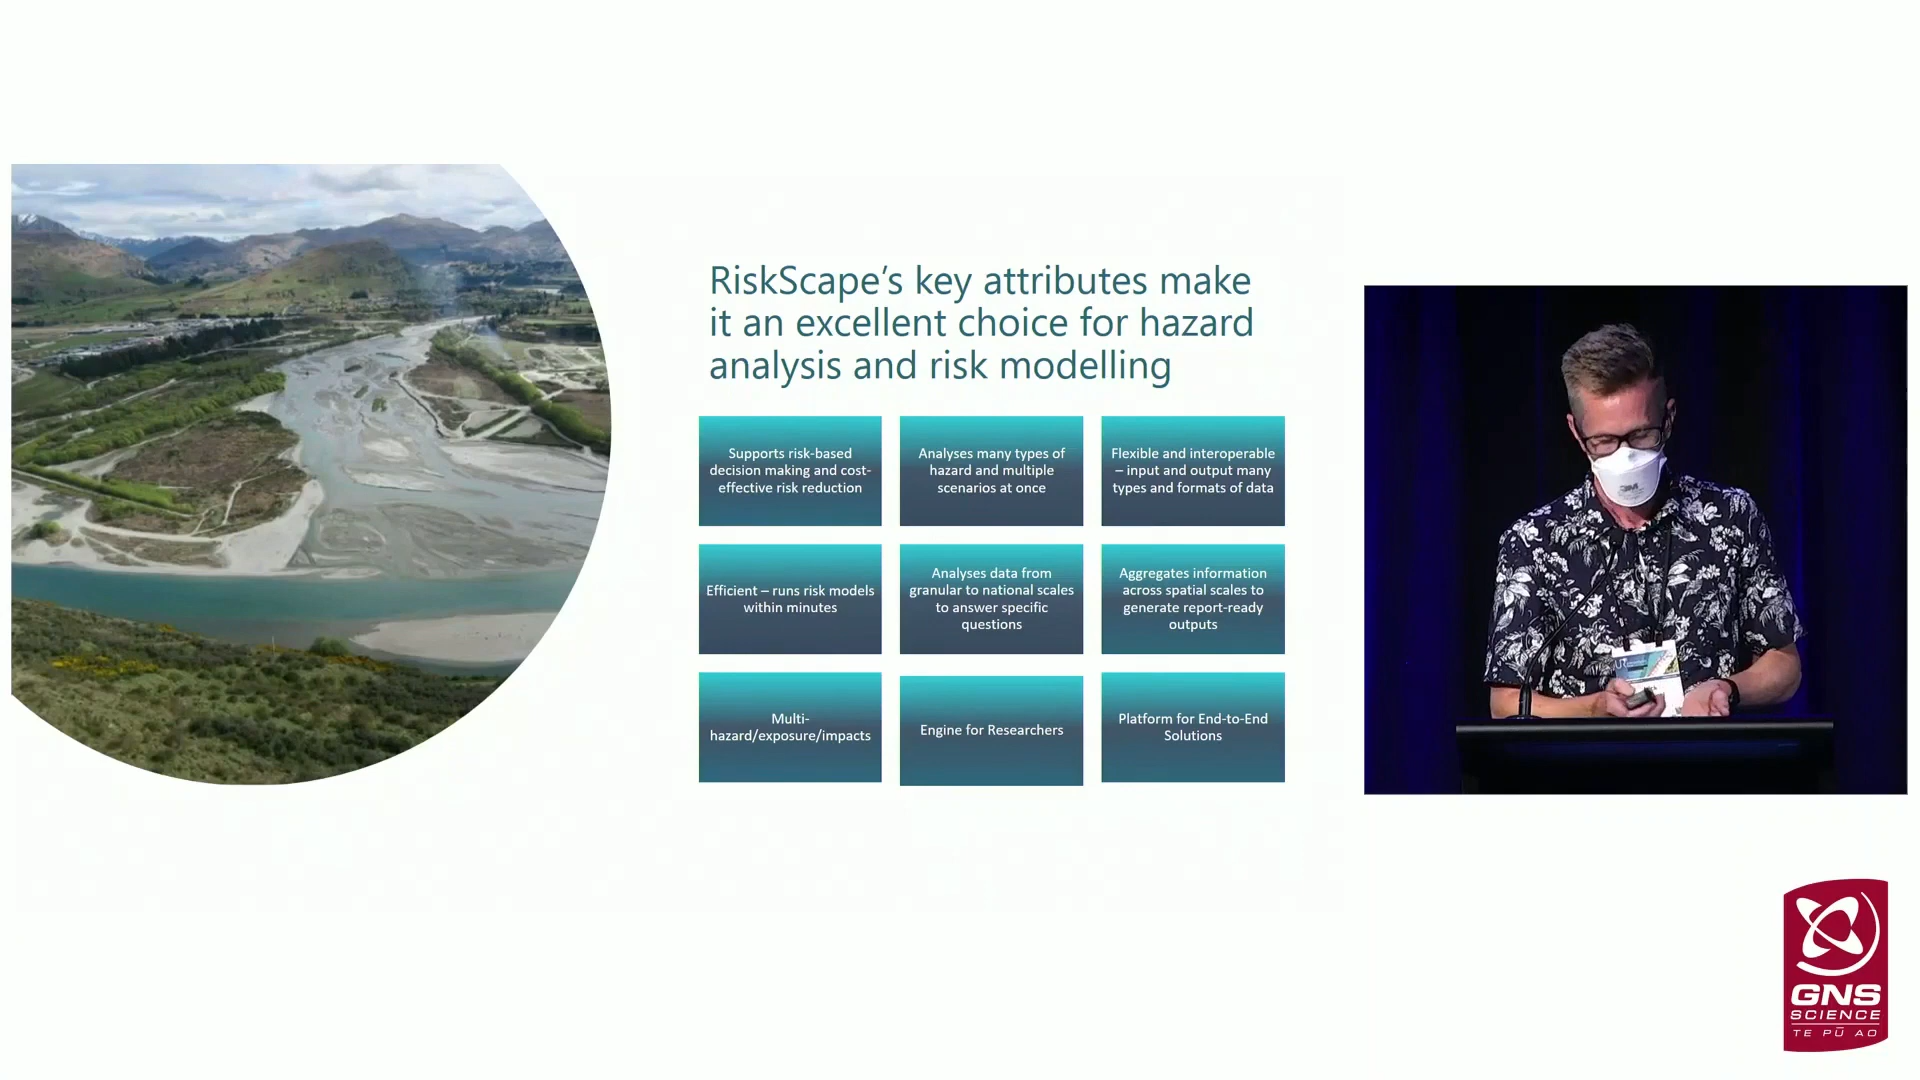 RiskScape’s key attributes make
it an excellent choice for hazard
analysis and risk modelling
Supports risk-based
decision making and cost-
effective risk reduction
Analyses many types of
hazard and multiple
scenarios at once
Flexible and interoperable
– input and output many
types and formats of data
Efficient – runs risk models
within minutes
Analyses data from
granular to national scales
to answer specific
questions
Aggregates information
across spatial scales to
generate report-ready
outputs
Multi-
hazard/exposure/impacts
Engine for Researchers
Platform for End-to-End
Solutions
3M
GNS
SCIENCE
TE PŪ AO